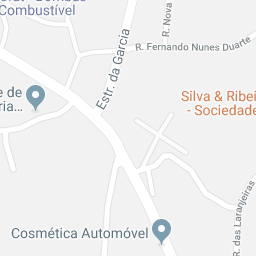 Combustível
R. Nova
R. Fernando Nunes Duarte
Estr. da Garcia
e de
ria...
Silva & Ribei
- Sociedade
R. das Laranjeiras
Cosmética Automóvel